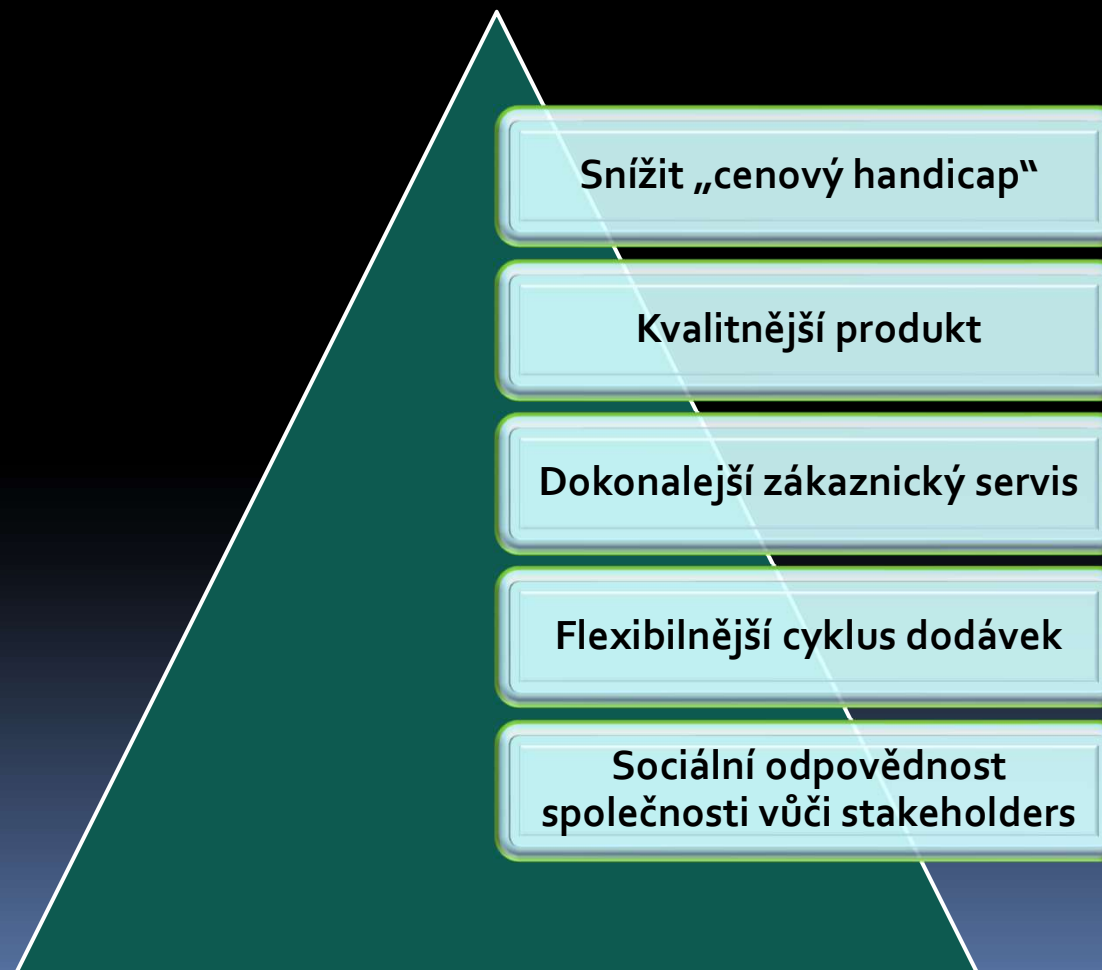 Snížit „cenový handicap“
Kvalitnější produkt
Dokonalejší zákaznický servis
Flexibilnější cyklus dodávek
Sociální odpovědnost
společnosti vůči stakeholders